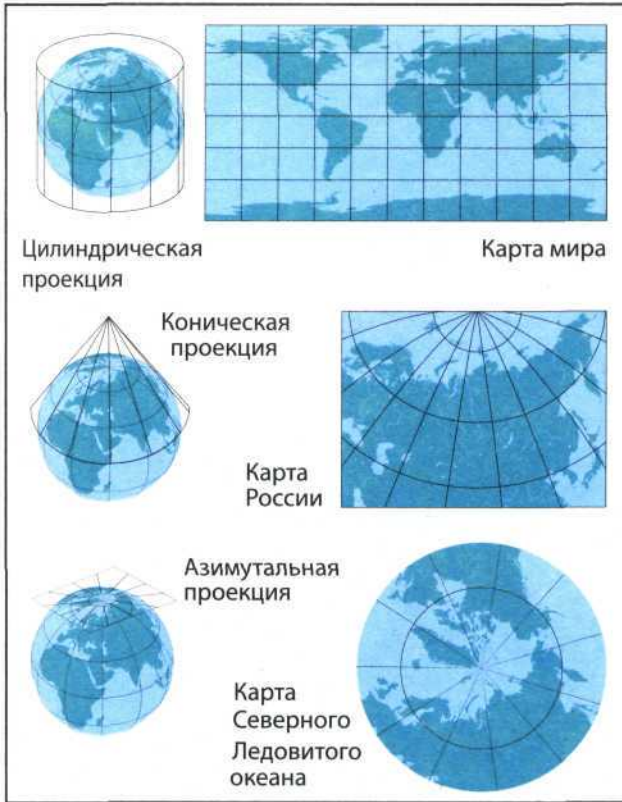 Цилиндрическая
проекция
Карта мира
Коническая
проекция
Карта
России
Азимутальная
проекция
Карта
Северного
Ледовитого
океана